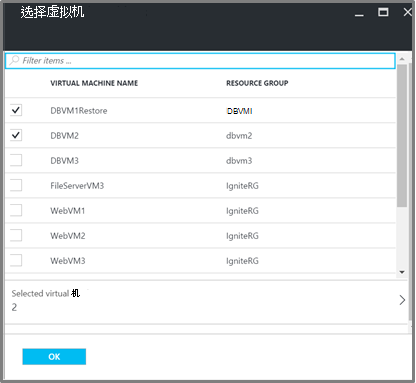 选择虚拟机
Filter items ...
VIRTUAL MACHINE NAME RESOURCE GROUP
DBVM1Restore DBVMI
DBVM2 dbvm2
DBVM3 dbvm3
FileServerVM3 IgniteRG
WebVM1 IgniteRG
WebVM2 IgniteRG
WebVM3 IgniteRG
Selected virtual 机
2
OK